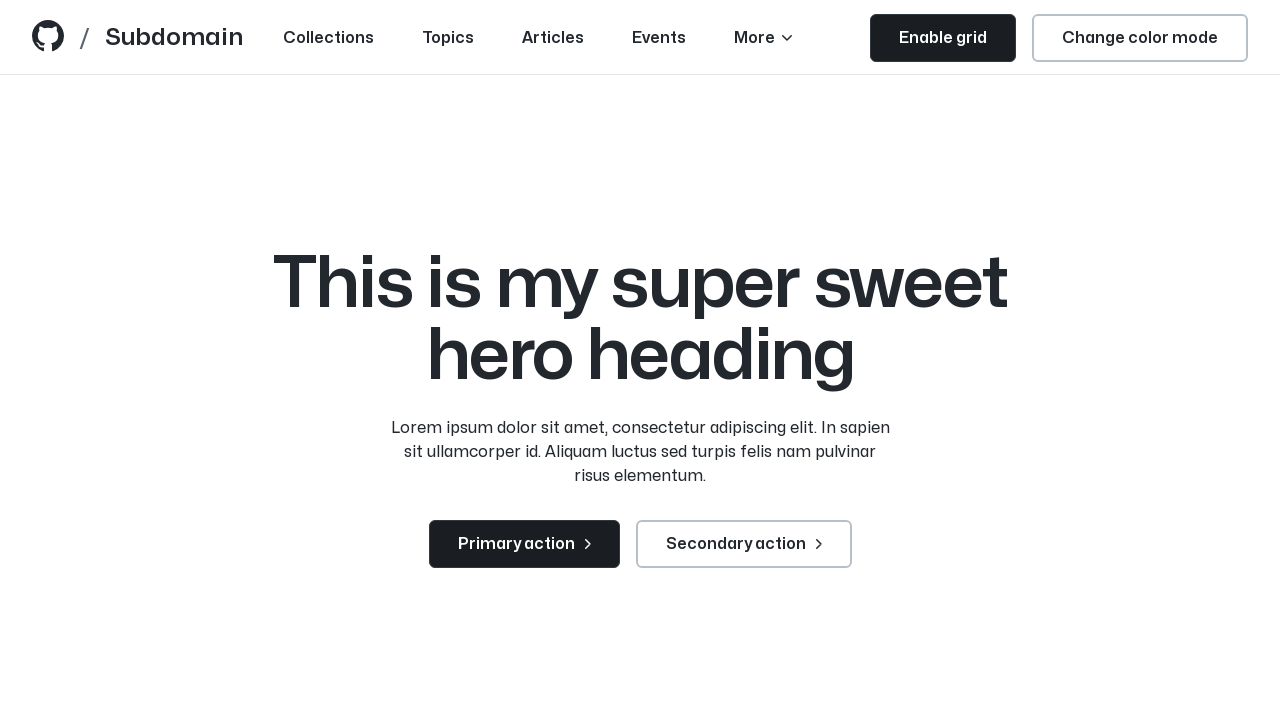 / Subdomain Collections Topics Articles Events More Enable grid Change color mode
This is my super sweet
hero heading
Lorem ipsum dolor sit amet, consectetur adipiscing elit. In sapien
sit ullamcorper id. Aliquam luctus sed turpis felis nam pulvinar
risus elementum.
Primary action Secondary action